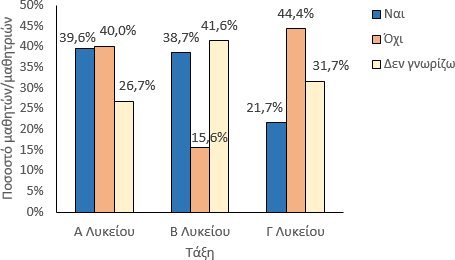 Ποσοστό μαθητών/μαθητριών
45%
40%
35%
30%
25%
20%
15%
10%
5%
0%
39,6% 40,0% 26,7%
38,7% 15,6% 41,6%
21,7% 44,4% 31,7%
Α Λυκείου Β Λυκείου Γ Λυκείου
Τάξη
Ναι
Όχι
Δεν γνωρίζω